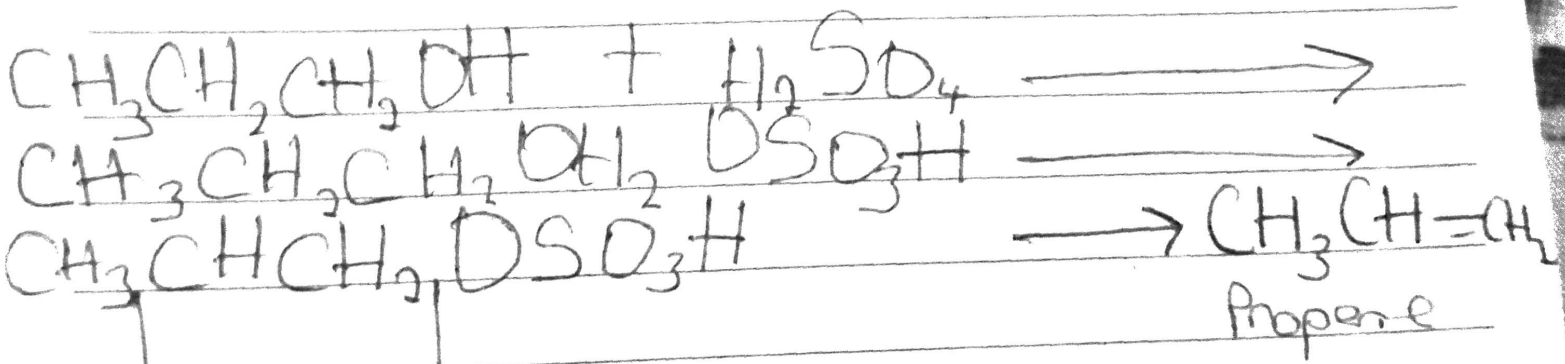 CH₃CH₂CH₂OH + H₂SO₄ ⟶
CH₃CH₂CH₂OH₂ OSO₃H ⟶
CH₃CHCH₂OSO₃H ⟶ CH₃CH=CH₂
Propene